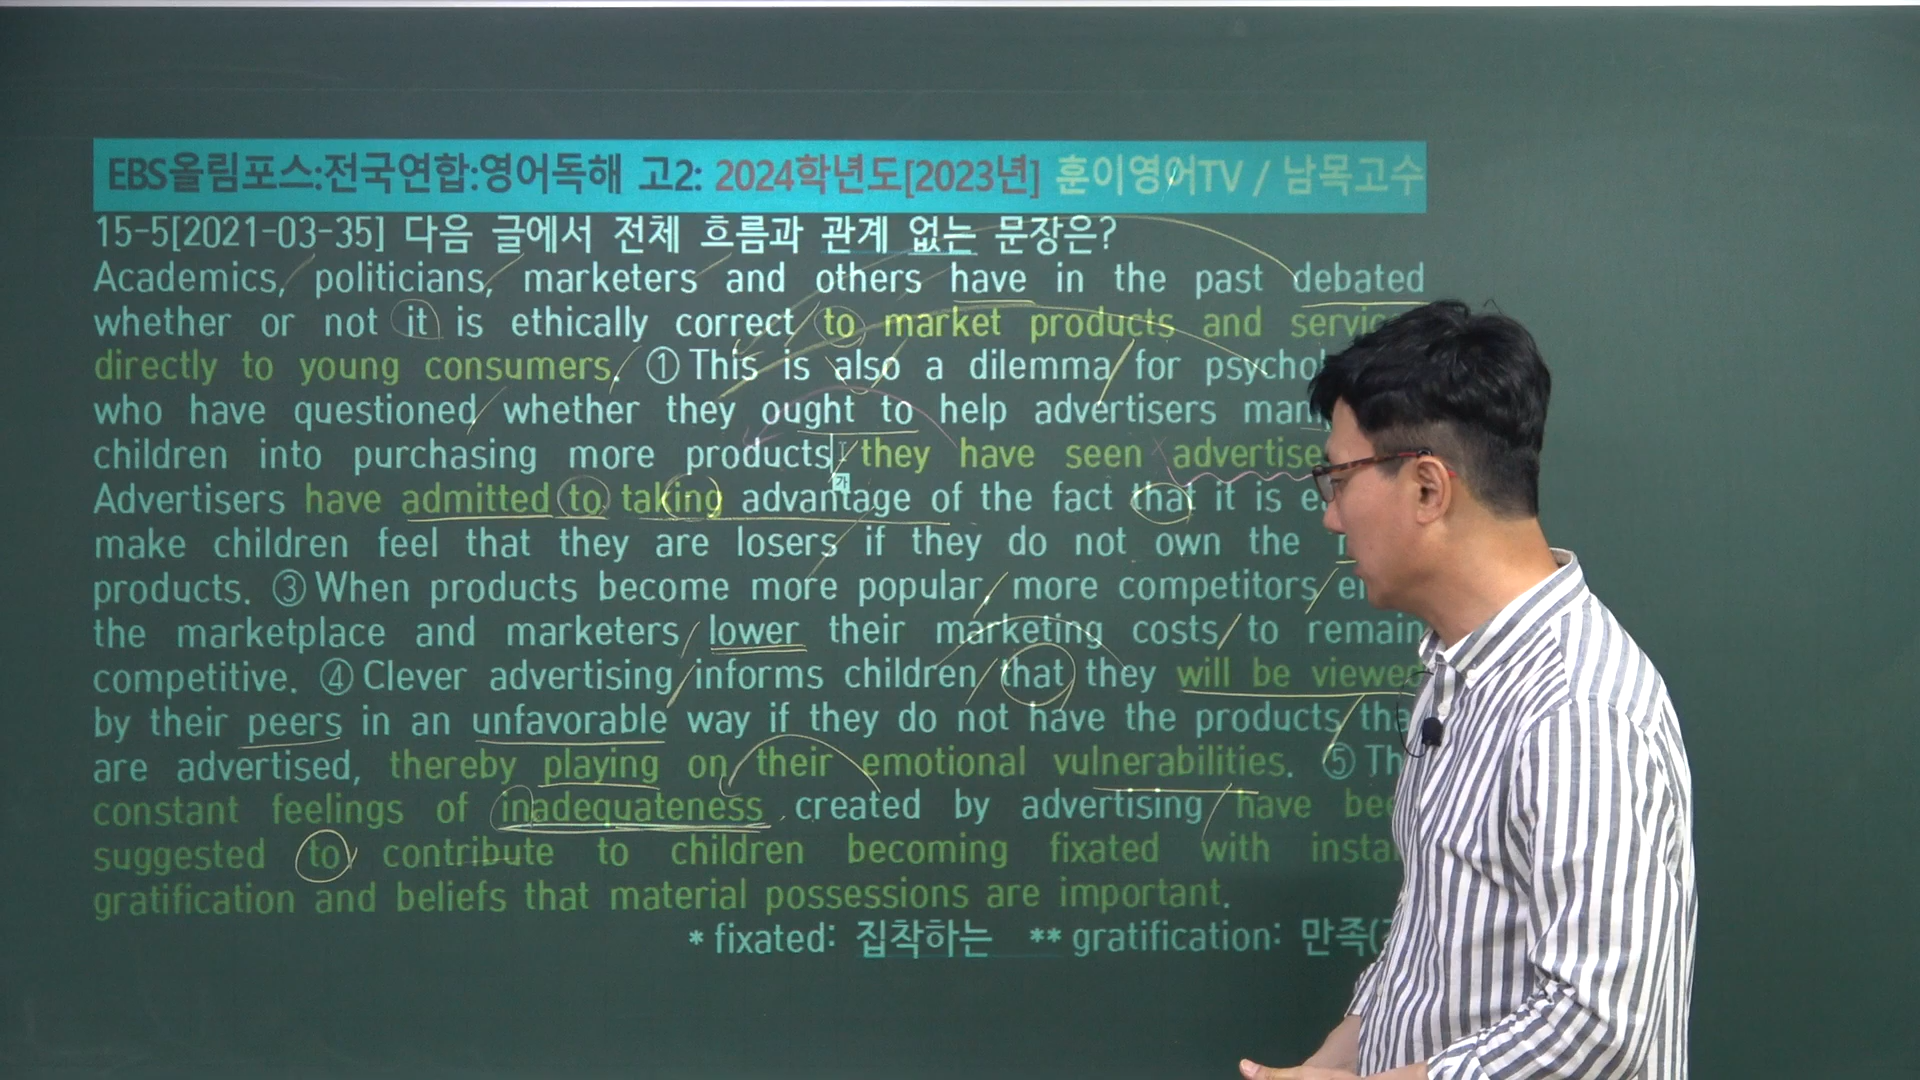 EBS올림포스:전국연합:영어독해 고2: 2024학년도[2023년] 훈이영어TV / 남목고수
15-5[2021-03-35] 다음 글에서 전체 흐름과 관계 없는 문장은?
Academics, politicians, marketers and others have in the past debated
whether or not it is ethically correct to market products and
directly to young consumers. ① This is also a dilemma for
who have questioned whether they ought to help advertisers
children into purchasing more products they have seen
Advertisers have admitted to taking advantage of the fact that it is
make children feel that they are losers if they do not own the
products. ③ When products become more popular, more competitors
the marketplace and marketers lower their marketing costs to remain
competitive. ④ Clever advertising informs children that they will be viewed
by their peers in an unfavorable way if they do not have the products
are advertised, thereby playing on their emotional vulnerabilities. ⑤
constant feelings of inadequateness created by advertising have
suggested to contribute to children becoming fixated with
gratification and beliefs that material possessions are important.
* fixated: 집착하는 ** gratification: